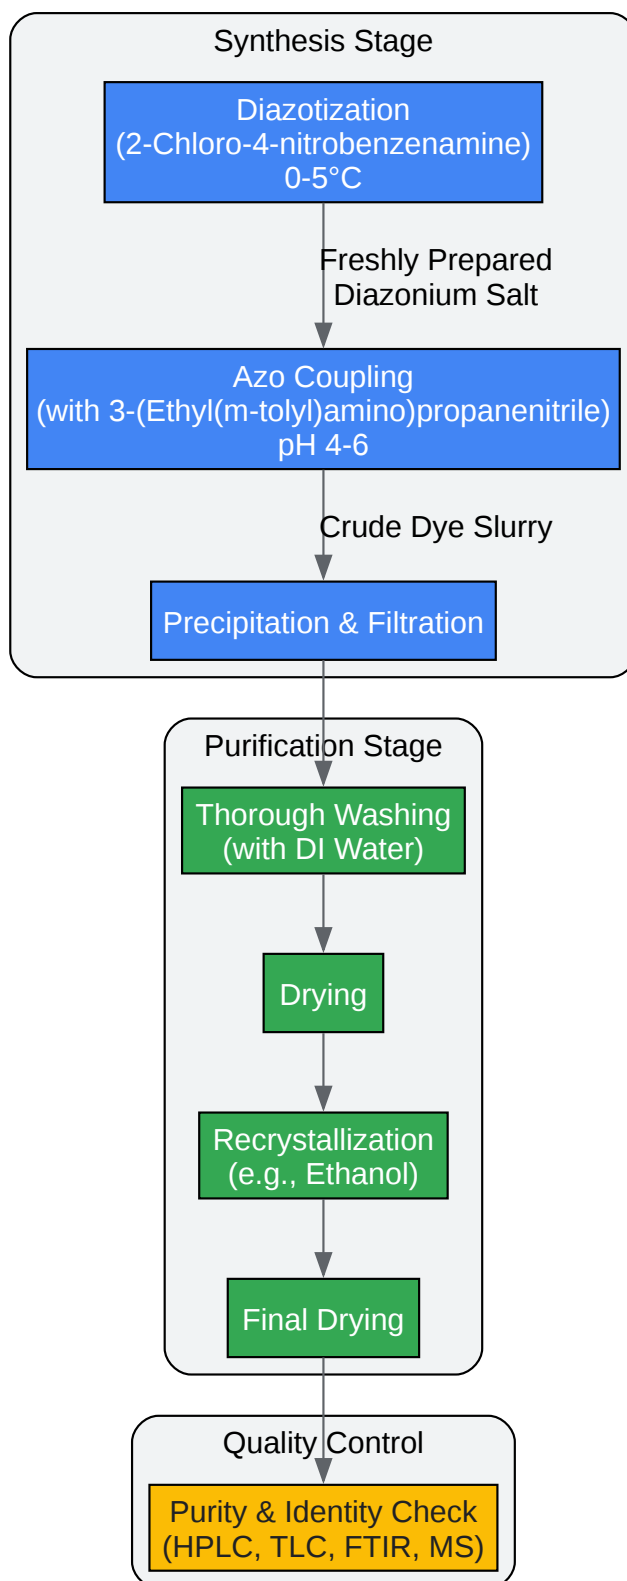 Synthesis Stage
Diazotization
(2-Chloro-4-nitrobenzenamine)
0-5°C
Freshly Prepared
Diazonium Salt
Azo Coupling
(with 3-(Ethyl(m-tolyl)amino)propanenitrile)
pH 4-6
Crude Dye Slurry
Precipitation & Filtration
Purification Stage
Thorough Washing
(with DI Water)
Drying
Recrystallization
(e.g., Ethanol)
Final Drying
Quality Control
Purity & Identity Check
(HPLC, TLC, FTIR, MS)